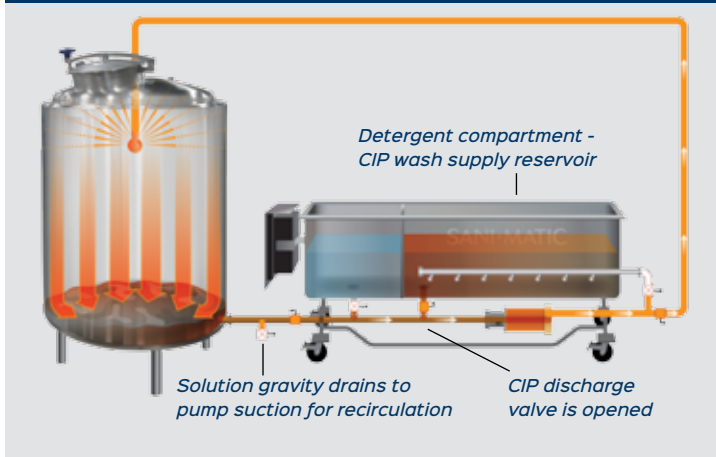 Detergent compartment -
CIP wash supply reservoir
SANI-MATIC
Solution gravity drains to
pump suction for recirculation
CIP discharge
valve is opened